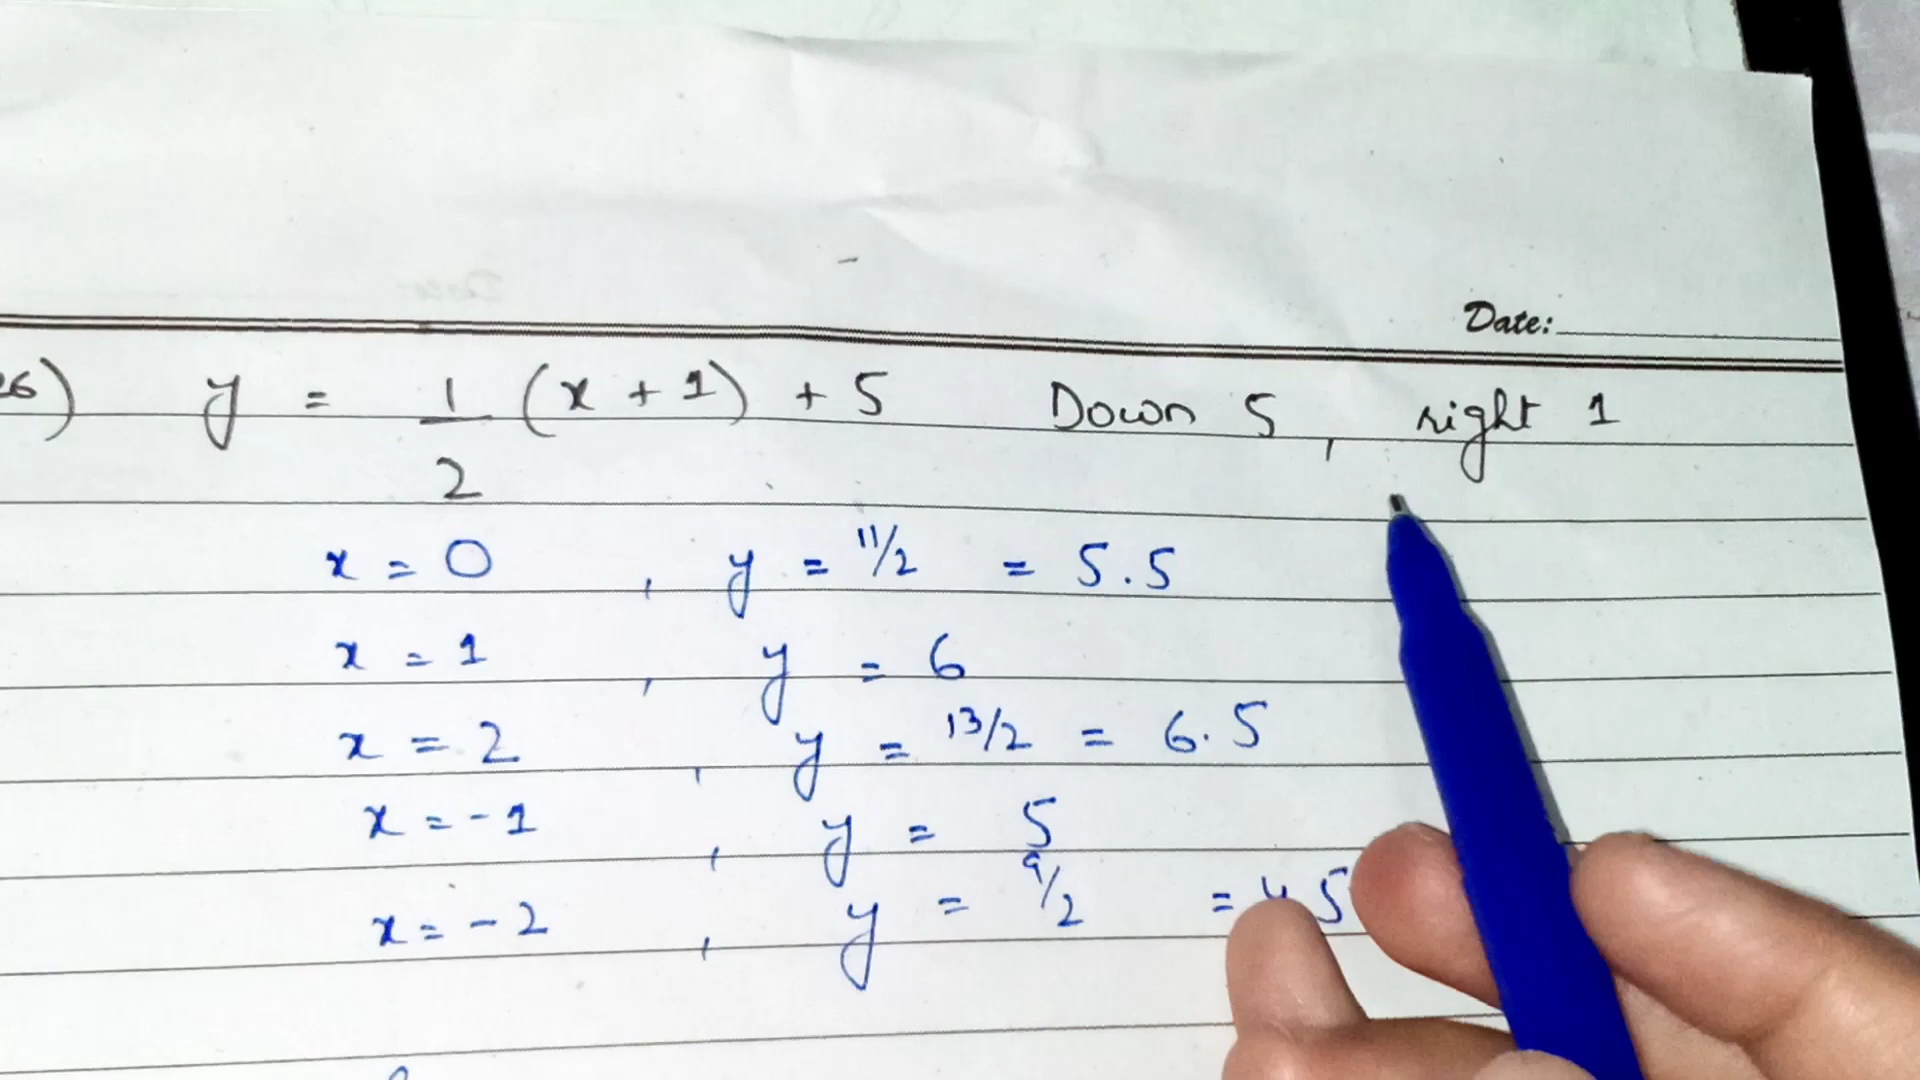 Date:
26) y = 1/2 (x + 1) + 5 Down 5, right 1
x = 0 , y = 11/2 = 5.5
x = 1 , y = 6
x = 2 , y = 13/2 = 6.5
x = -1 , y = 5
x = -2 , y = 9/2 = 4.5